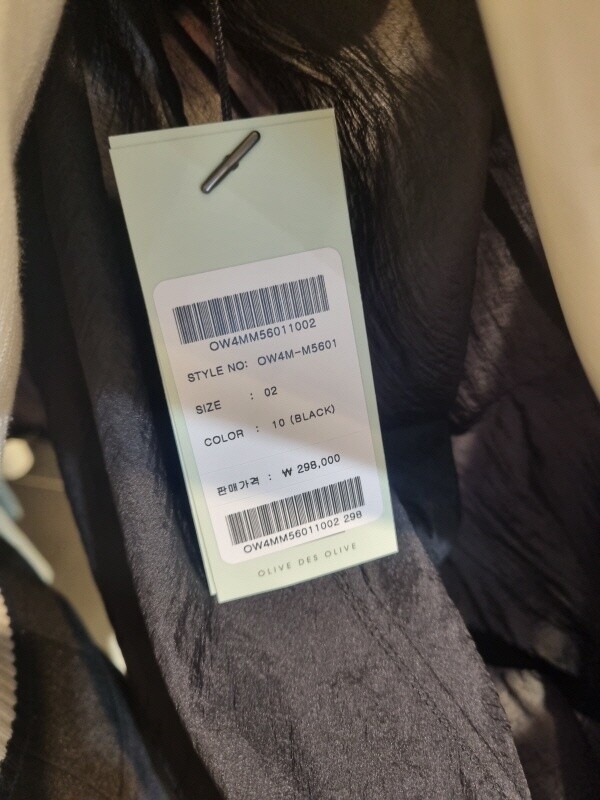 OW4MM56011002
STYLE NO: OW4M-M5601
SIZE : 02
COLOR : 10 (BLACK)
판매가격 : ₩ 298,000
OW4MM56011002 298
OLIVE DES OLIVE